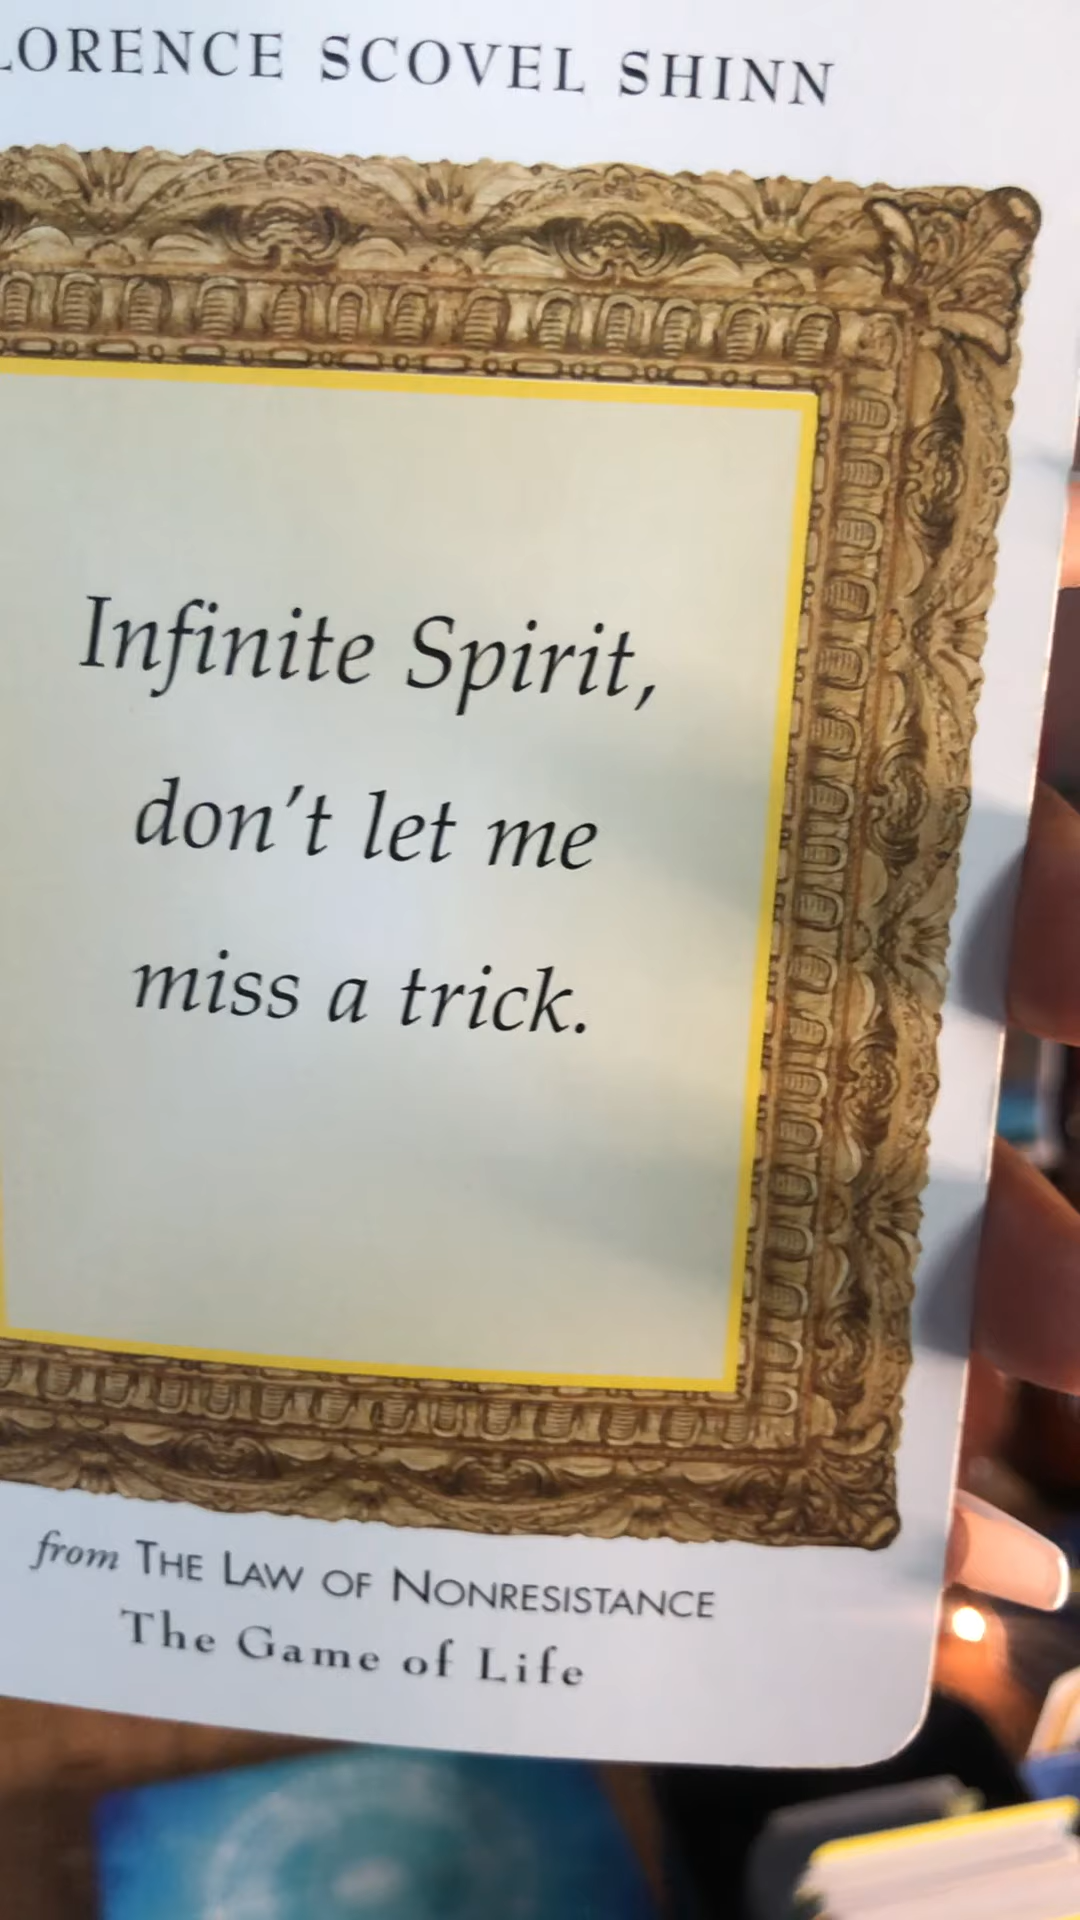 LORENCE SCOVEL SHINN
Infinite Spirit,
don't let me
miss a trick.
from THE LAW OF NONRESISTANCE
The Game of Life